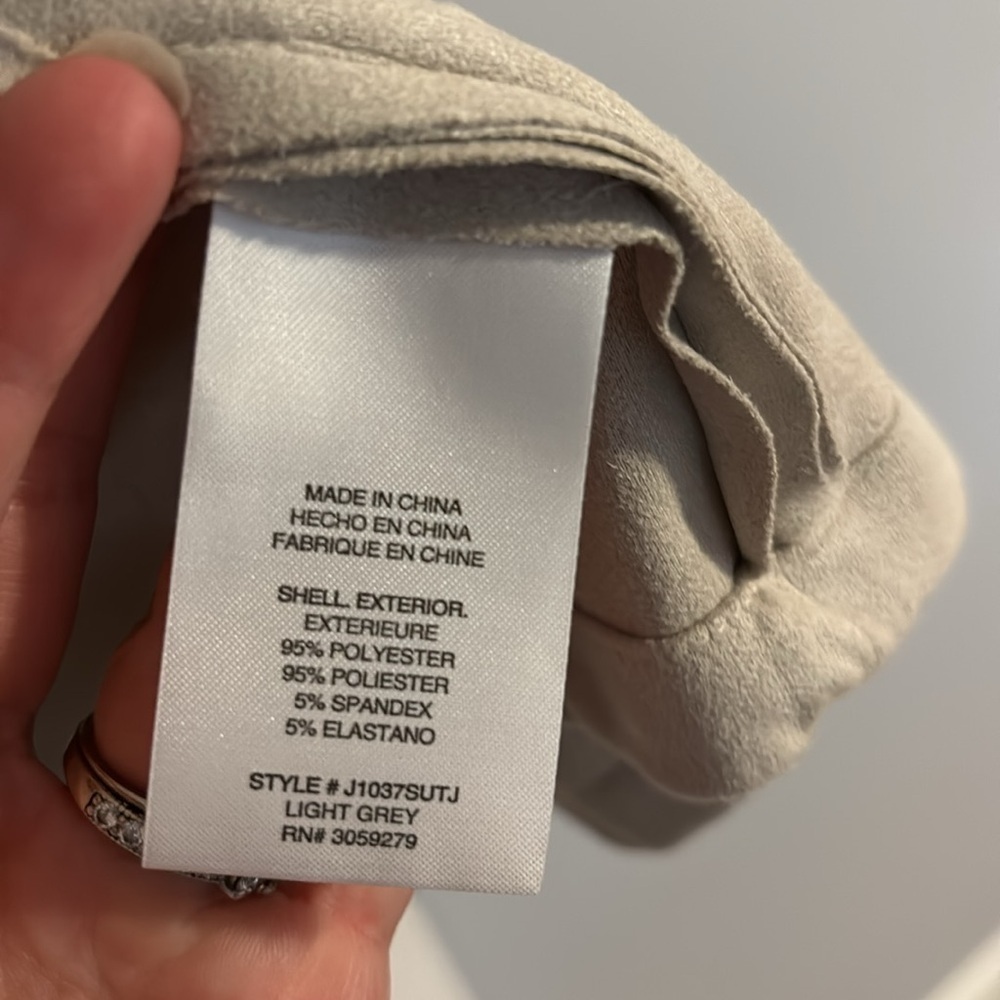 MADE IN CHINA
HECHO EN CHINA
FABRIQUE EN CHINE
SHELL. EXTERIOR.
EXTERIEURE
95% POLYESTER
95% POLIESTER
5% SPANDEX
5% ELASTANO
STYLE # J1037SUTJ
LIGHT GREY
RN# 3059279